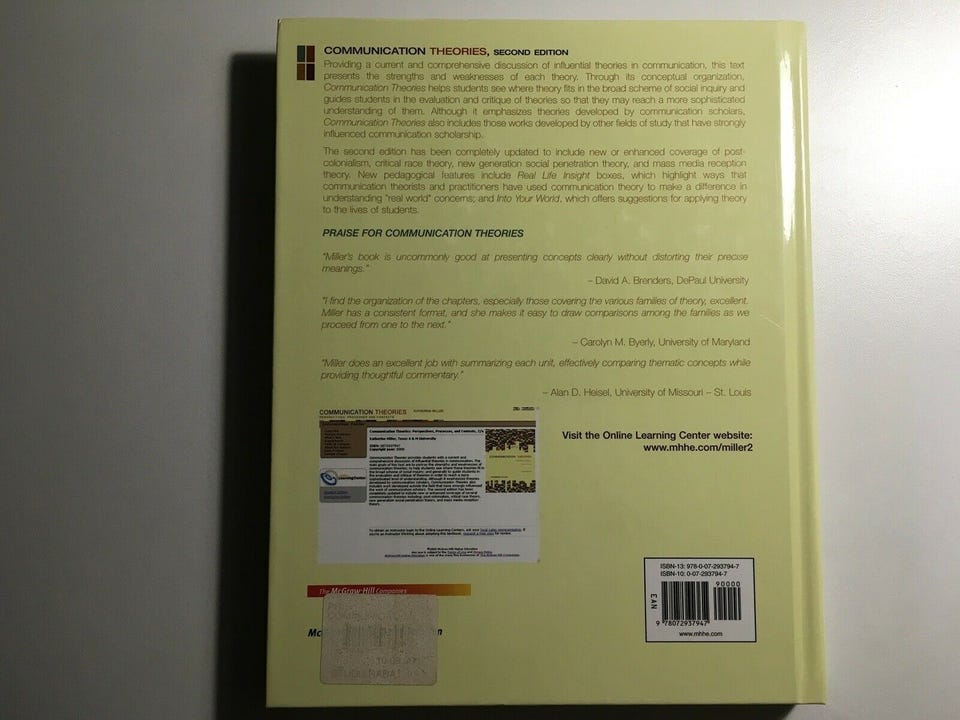 COMMUNICATION THEORIES, SECOND EDITION
Providing a current and comprehensive discussion of influential theories in communication, this text
presents the strengths and weaknesses of each theory. Through its conceptual organization,
Communication Theories helps students see where theory fits in the broad scheme of social inquiry and
guides students in the evaluation and critique of theories so that they may reach a more sophisticated
understanding of them. Although it emphasizes theories developed by communication scholars,
Communication Theories also includes those works developed by other fields of study that have strongly
influenced communication scholarship.
The second edition has been completely updated to include new or enhanced coverage of post-
colonialism, critical race theory, new generation social penetration theory, and mass media reception
theory. New pedagogical features include Real Life Insight boxes, which highlight ways that
communication theorists and practitioners have used communication theory to make a difference in
understanding "real world" concerns; and Into Your World, which offers suggestions for applying theory
to the lives of students.
PRAISE FOR COMMUNICATION THEORIES
"Miller's book is uncommonly good at presenting concepts clearly without distorting their precise
meanings."
– David A. Brenders, DePaul University
"I find the organization of the chapters, especially those covering the various families of theory, excellent.
Miller has a consistent format, and she makes it easy to draw comparisons among the families as we
proceed from one to the next."
– Carolyn M. Byerly, University of Maryland
"Miller does an excellent job with summarizing each unit, effectively comparing thematic concepts while
providing thoughtful commentary."
– Alan D. Heisel, University of Missouri – St. Louis
COMMUNICATION THEORIES KATHERINE MILLER
Communication Theories: Perspectives, Processes, and Contexts, 2/e
Katherine Miller, Texas A & M University
Visit the Online Learning Center website:
www.mhhe.com/miller2
The McGraw-Hill Companies
ISBN-13: 978-0-07-293794-7
ISBN-10: 0-07-293794-7
90000
EAN
9 780072937947
www.mhhe.com